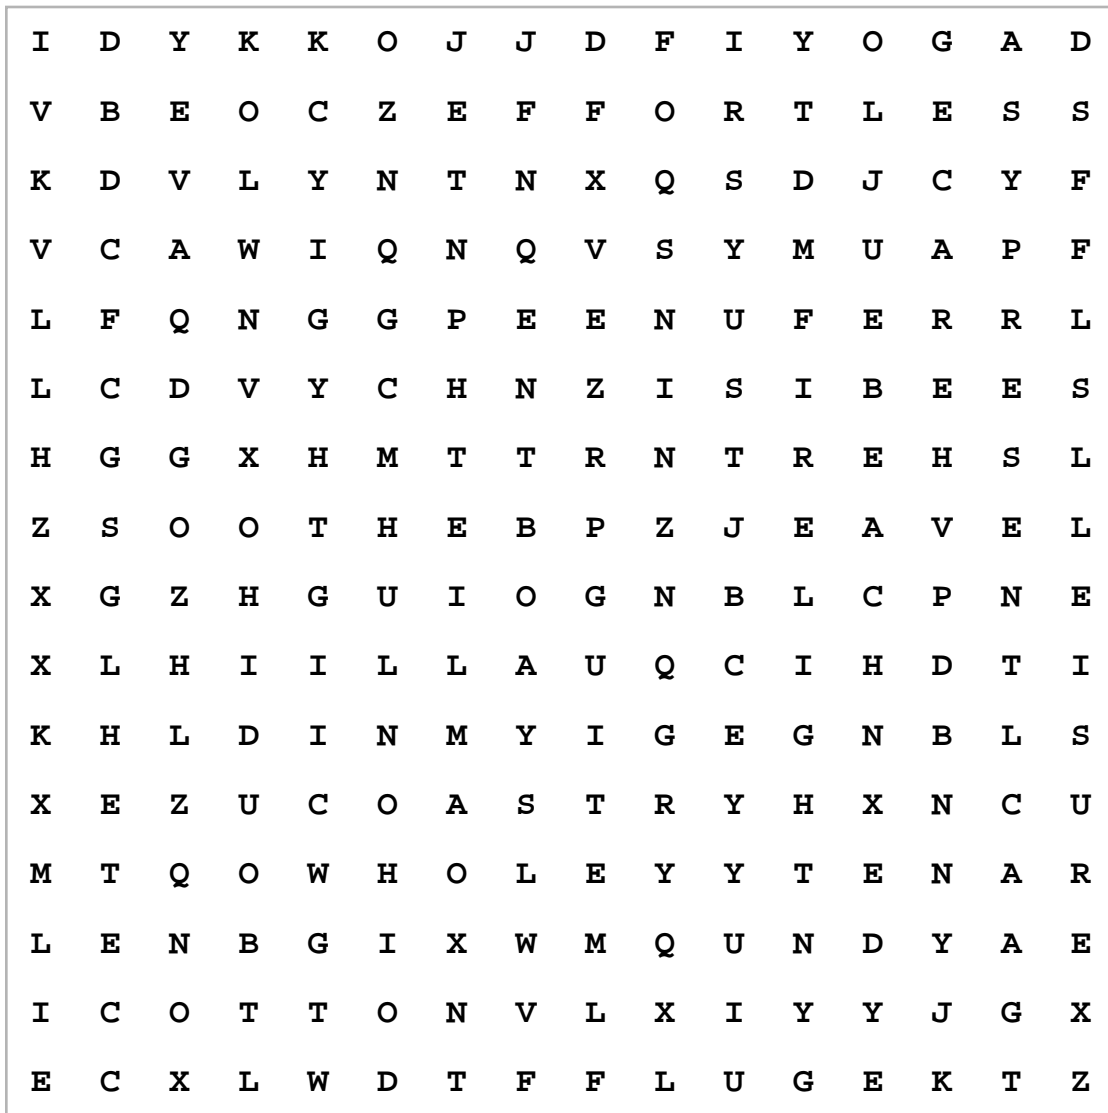 I D Y K K O J J D F I Y O G A D
V B E O C Z E F F O R T L E S S
K D V L Y N T N X Q S D J C Y F
V C A W I Q N Q V S Y M U A P F
L F Q N G G P E E N U F E R R L
L C D V Y C H N Z I S I B E E S
H G G X H M T T R N T R E H S L
Z S O O T H E B P Z J E A V E L
X G Z H G U I O G N B L C P N E
X L H I I L L A U Q C I H D T I
K H L D I N M Y I G E G N B L S
X E Z U C O A S T R Y H X N C U
M T Q O W H O L E Y Y T E N A R
L E N B G I X W M Q U N D Y A E
I C O T T O N V L X I Y Y J G X
E C X L W D T F F L U G E K T Z